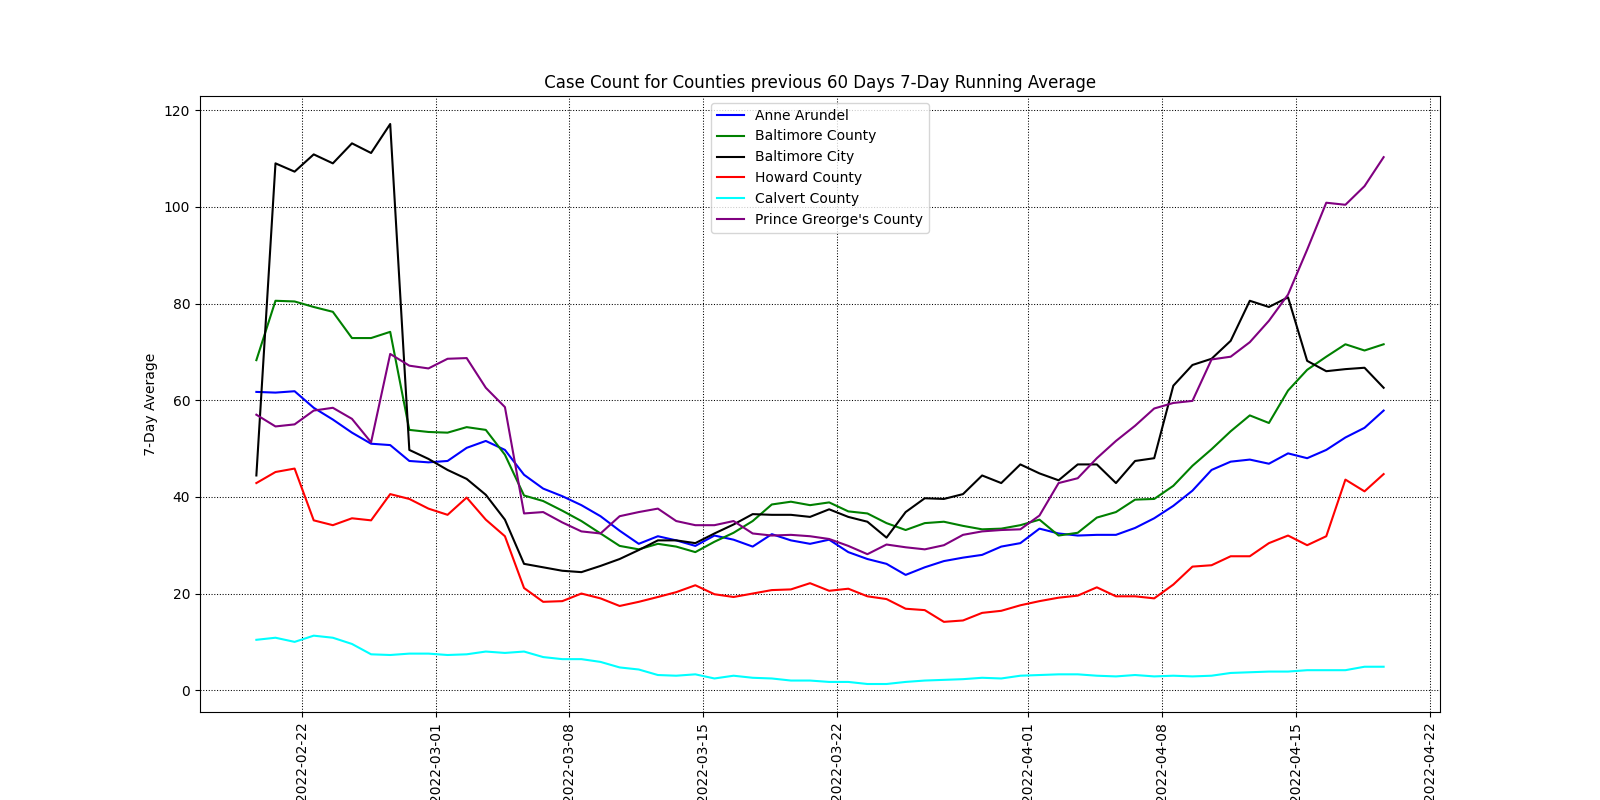 Case Count for Counties previous 60 Days 7-Day Running Average
Anne Arundel
Baltimore County
Baltimore City
Howard County
Calvert County
Prince Greorge's County
7-Day Average
120
100
80
60
40
20
0
2022-02-22
2022-03-01
2022-03-08
2022-03-15
2022-03-22
2022-04-01
2022-04-08
2022-04-15
2022-04-22